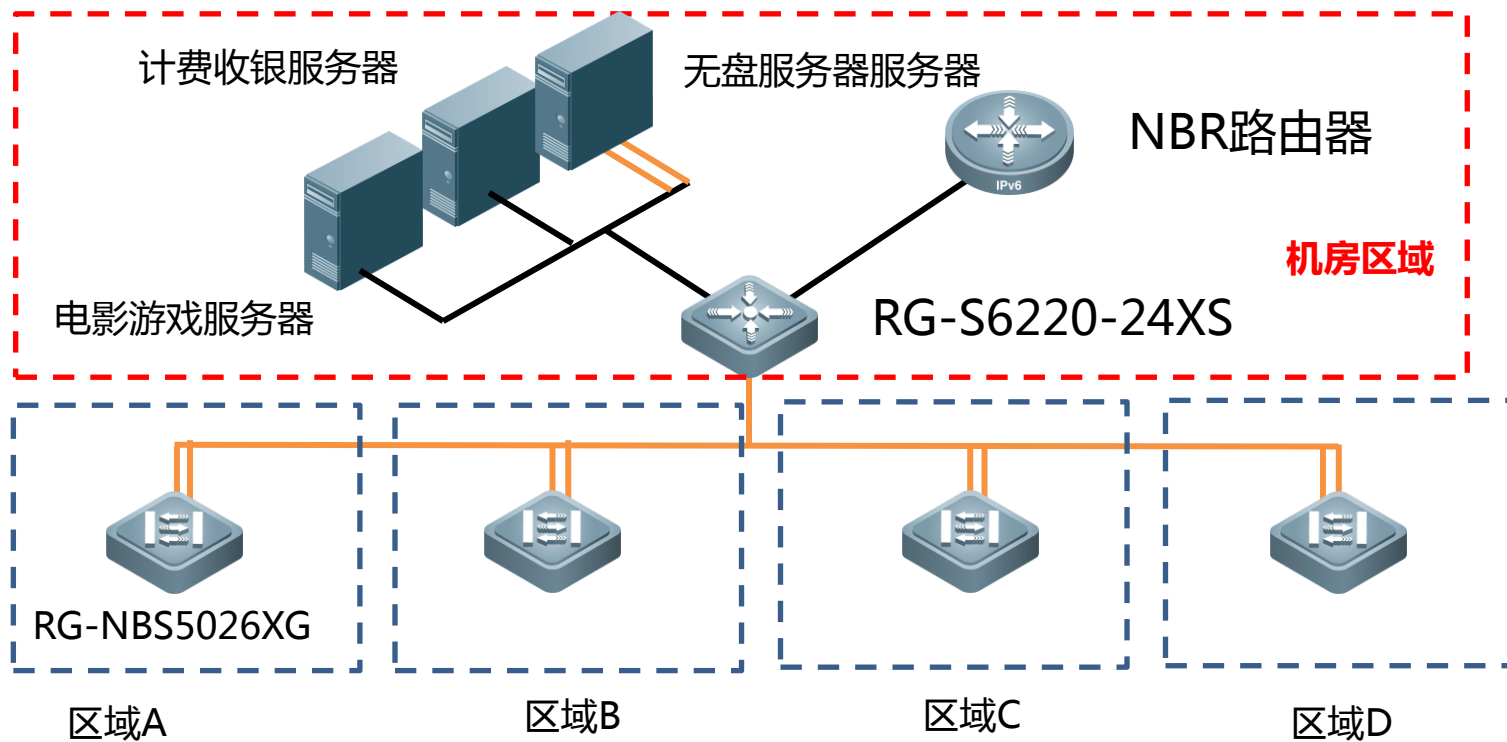 计费收银服务器
无盘服务器服务器
NBR路由器
IPv6
机房区域
电影游戏服务器
RG-S6220-24XS
RG-NBS5026XG
区域A
区域B
区域C
区域D